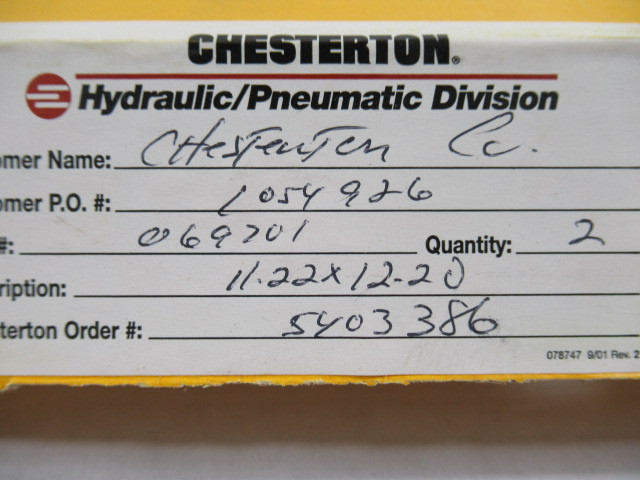 CHESTERTON®
Hydraulic/Pneumatic Division
omer Name: Chesterton Co.
omer P.O. #: 1054926
#: 069701 Quantity: 2
ription: 11.22x12.20
sterton Order #: 5403386
078747 9/01 Rev. 2